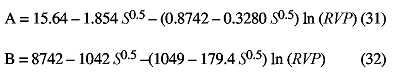 A = 15.64 – 1.854 S^0.5 – (0.8742 – 0.3280 S^0.5) ln (RVP) (31)
B = 8742 – 1042 S^0.5 –(1049 – 179.4 S^0.5) ln (RVP) (32)